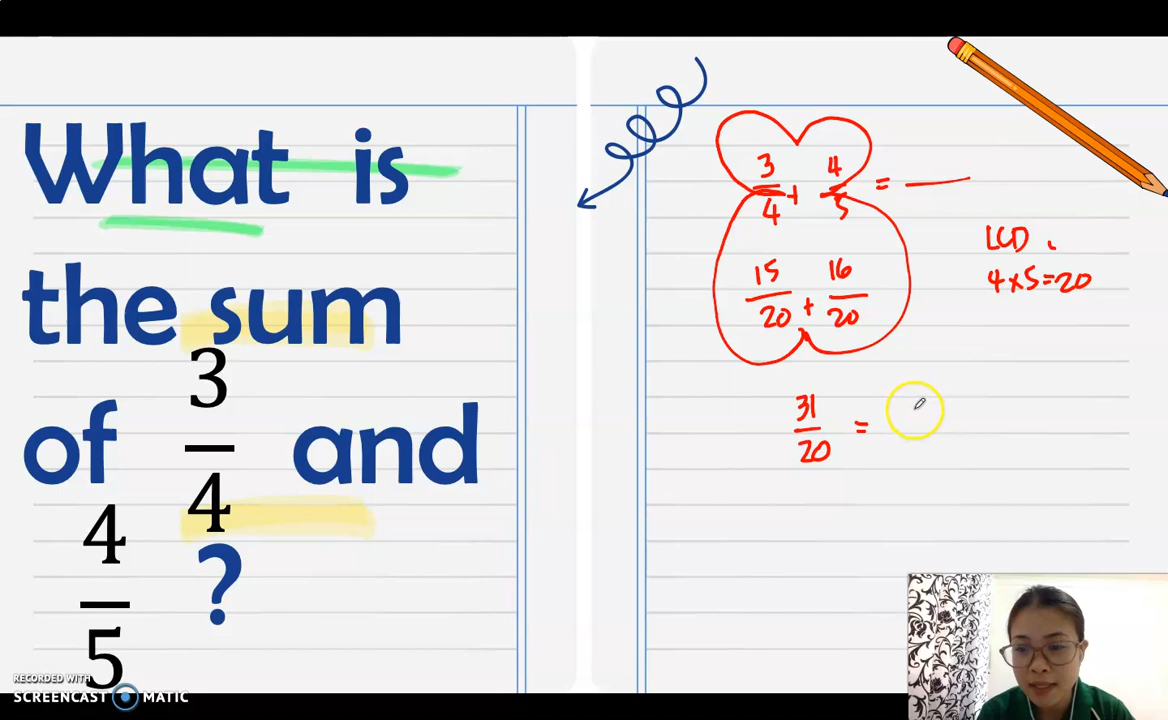 What is
the sum
of 3/4 and
4/5 ?
3/4 + 4/5 = __
LCD :
4x5=20
15/20 + 16/20
31/20 =
RECORDED WITH
SCREENCAST MATIC